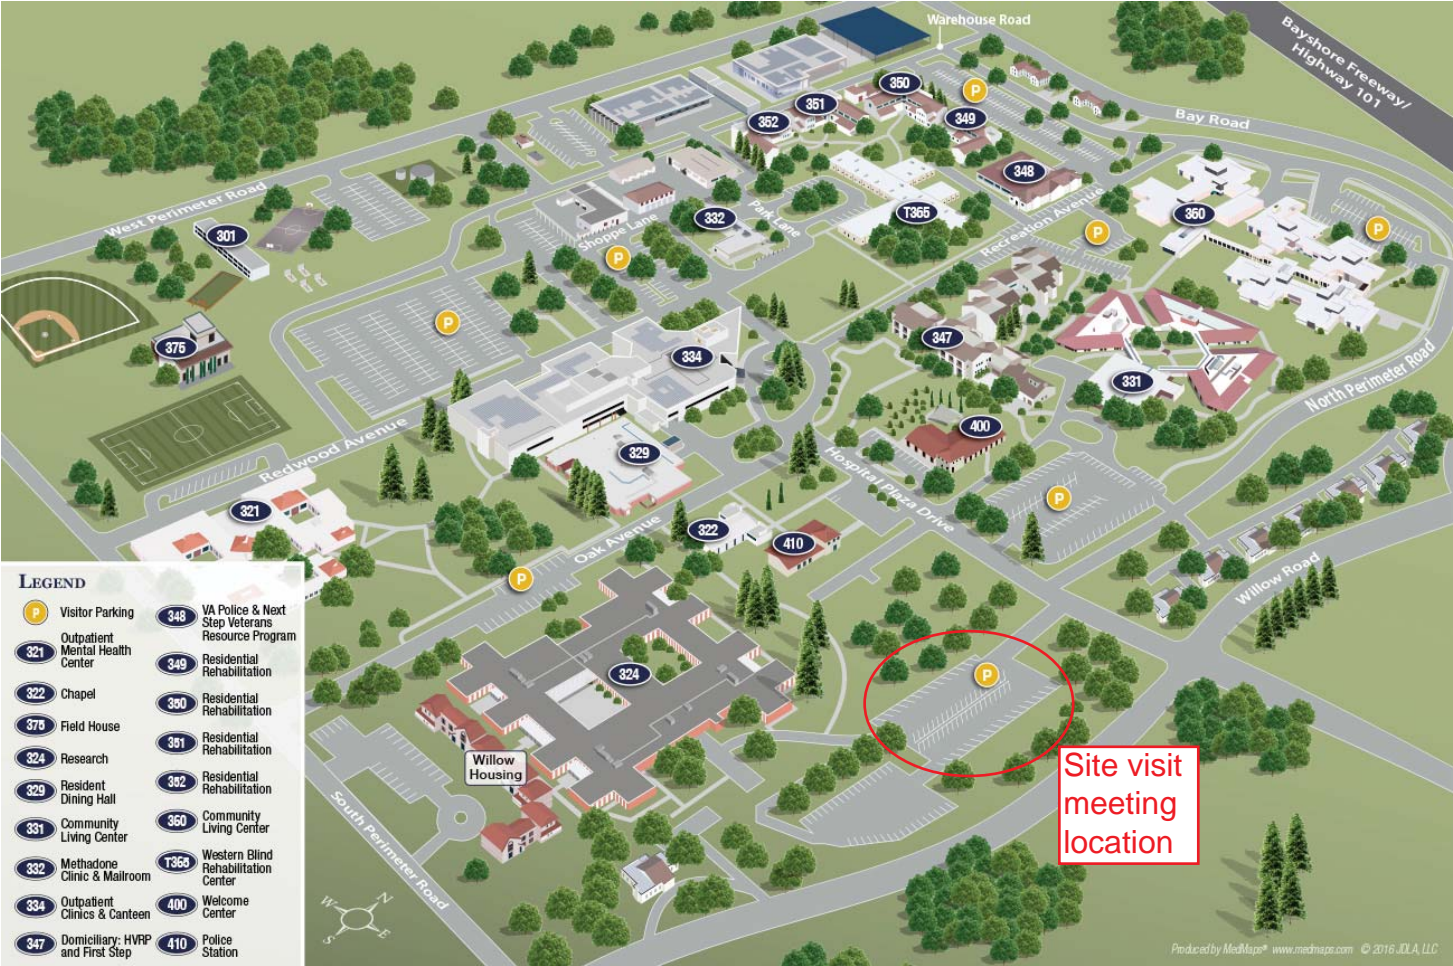 Warehouse Road
Bayshore Freeway/
Highway 101
350
P
351
352
349
Bay Road
348
West Perimeter Road
332
Park Lane
T365
Recreation Avenue
360
P
P
301
Shoppe Lane
P
P
375
334
347
331
North Perimeter Road
Redwood Avenue
329
400
Hospital Plaza Drive
P
321
Oak Avenue
322
410
P
Willow Road
324
P
Willow
Housing
Site visit
meeting
location
South Perimeter Road
N
W
S
E
LEGEND
P Visitor Parking
321 Outpatient
Mental Health
Center
322 Chapel
375 Field House
324 Research
329 Resident
Dining Hall
331 Community
Living Center
332 Methadone
Clinic & Mailroom
334 Outpatient
Clinics & Canteen
347 Domiciliary: HVRP
and First Step
348 VA Police & Next
Step Veterans
Resource Program
349 Residential
Rehabilitation
350 Residential
Rehabilitation
351 Residential
Rehabilitation
352 Residential
Rehabilitation
360 Community
Living Center
T365 Western Blind
Rehabilitation
Center
400 Welcome
Center
410 Police
Station
Produced by MedMaps® www.medmaps.com © 2016 JDLA, LLC